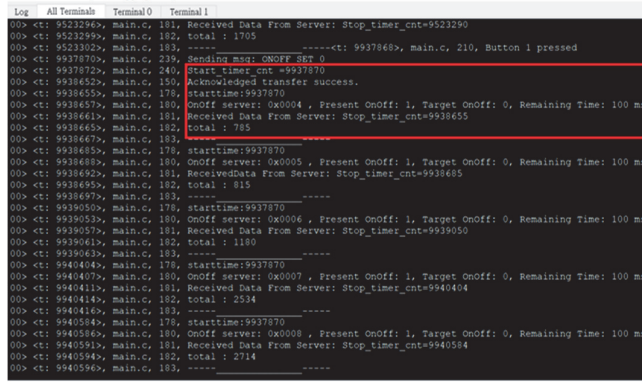 Log All Terminals Terminal 0 Terminal 1
00> <t: 9523296>, main.c, 181, Received Data From Server: Stop_timer_cnt=9523290
00> <t: 9523299>, main.c, 182, total : 1705
00> <t: 9523302>, main.c, 183, -----______________-----<t: 9937868>, main.c, 210, Button 1 pressed
00> <t: 9937870>, main.c, 239, Sending msg: ONOFF SET 0
00> <t: 9937872>, main.c, 240, Start_timer_cnt =9937870
00> <t: 9938652>, main.c, 150, Acknowledged transfer success.
00> <t: 9938655>, main.c, 178, starttime:9937870
00> <t: 9938657>, main.c, 180, OnOff server: 0x0004 , Present OnOff: 1, Target OnOff: 0, Remaining Time: 100 ms
00> <t: 9938661>, main.c, 181, Received Data From Server: Stop_timer_cnt=9938655
00> <t: 9938665>, main.c, 182, total : 785
00> <t: 9938667>, main.c, 183, -----______________-----
00> <t: 9938685>, main.c, 178, starttime:9937870
00> <t: 9938688>, main.c, 180, OnOff server: 0x0005 , Present OnOff: 1, Target OnOff: 0, Remaining Time: 100 m
00> <t: 9938692>, main.c, 181, ReceivedData From Server: Stop_timer_cnt=9938685
00> <t: 9938695>, main.c, 182, total : 815
00> <t: 9938697>, main.c, 183, -----______________-----
00> <t: 9939050>, main.c, 178, starttime:9937870
00> <t: 9939053>, main.c, 180, OnOff server: 0x0006 , Present OnOff: 1, Target OnOff: 0, Remaining Time: 100 m
00> <t: 9939057>, main.c, 181, Received Data From Server: Stop_timer_cnt=9939050
00> <t: 9939061>, main.c, 182, total : 1180
00> <t: 9939063>, main.c, 183, -----______________-----
00> <t: 9940404>, main.c, 178, starttime:9937870
00> <t: 9940407>, main.c, 180, OnOff server: 0x0007 , Present OnOff: 1, Target OnOff: 0, Remaining Time: 100 m
00> <t: 9940411>, main.c, 181, Received Data From Server: Stop_timer_cnt=9940404
00> <t: 9940414>, main.c, 182, total : 2534
00> <t: 9940416>, main.c, 183, -----______________-----
00> <t: 9940584>, main.c, 178, starttime:9937870
00> <t: 9940586>, main.c, 180, OnOff server: 0x0008 , Present OnOff: 1, Target OnOff: 0, Remaining Time: 100 m
00> <t: 9940591>, main.c, 181, Received Data From Server: Stop_timer_cnt=9940584
00> <t: 9940594>, main.c, 182, total : 2714
00> <t: 9940596>, main.c, 183, -----______________-----